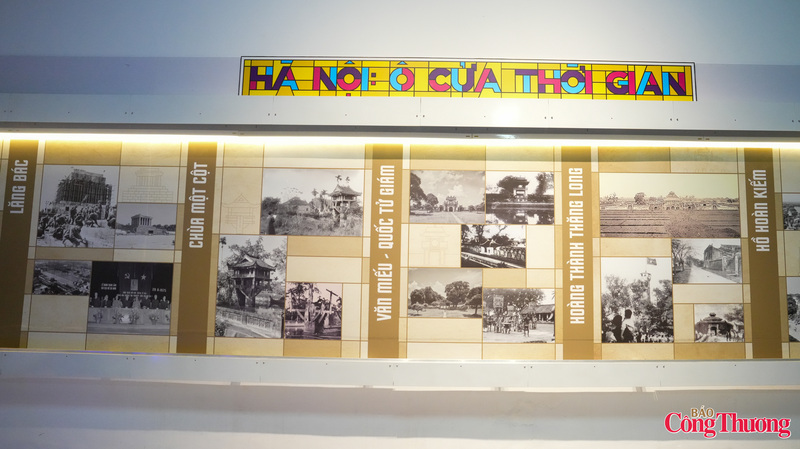 HÀ NỘI: Ô CỬA THỜI GIAN
LĂNG BÁC
CHÙA MỘT CỘT
VĂN MIẾU - QUỐC TỬ GIÁM
HOÀNG THÀNH THĂNG LONG
HỒ HOÀN KIẾM
BÁO
Công Thương